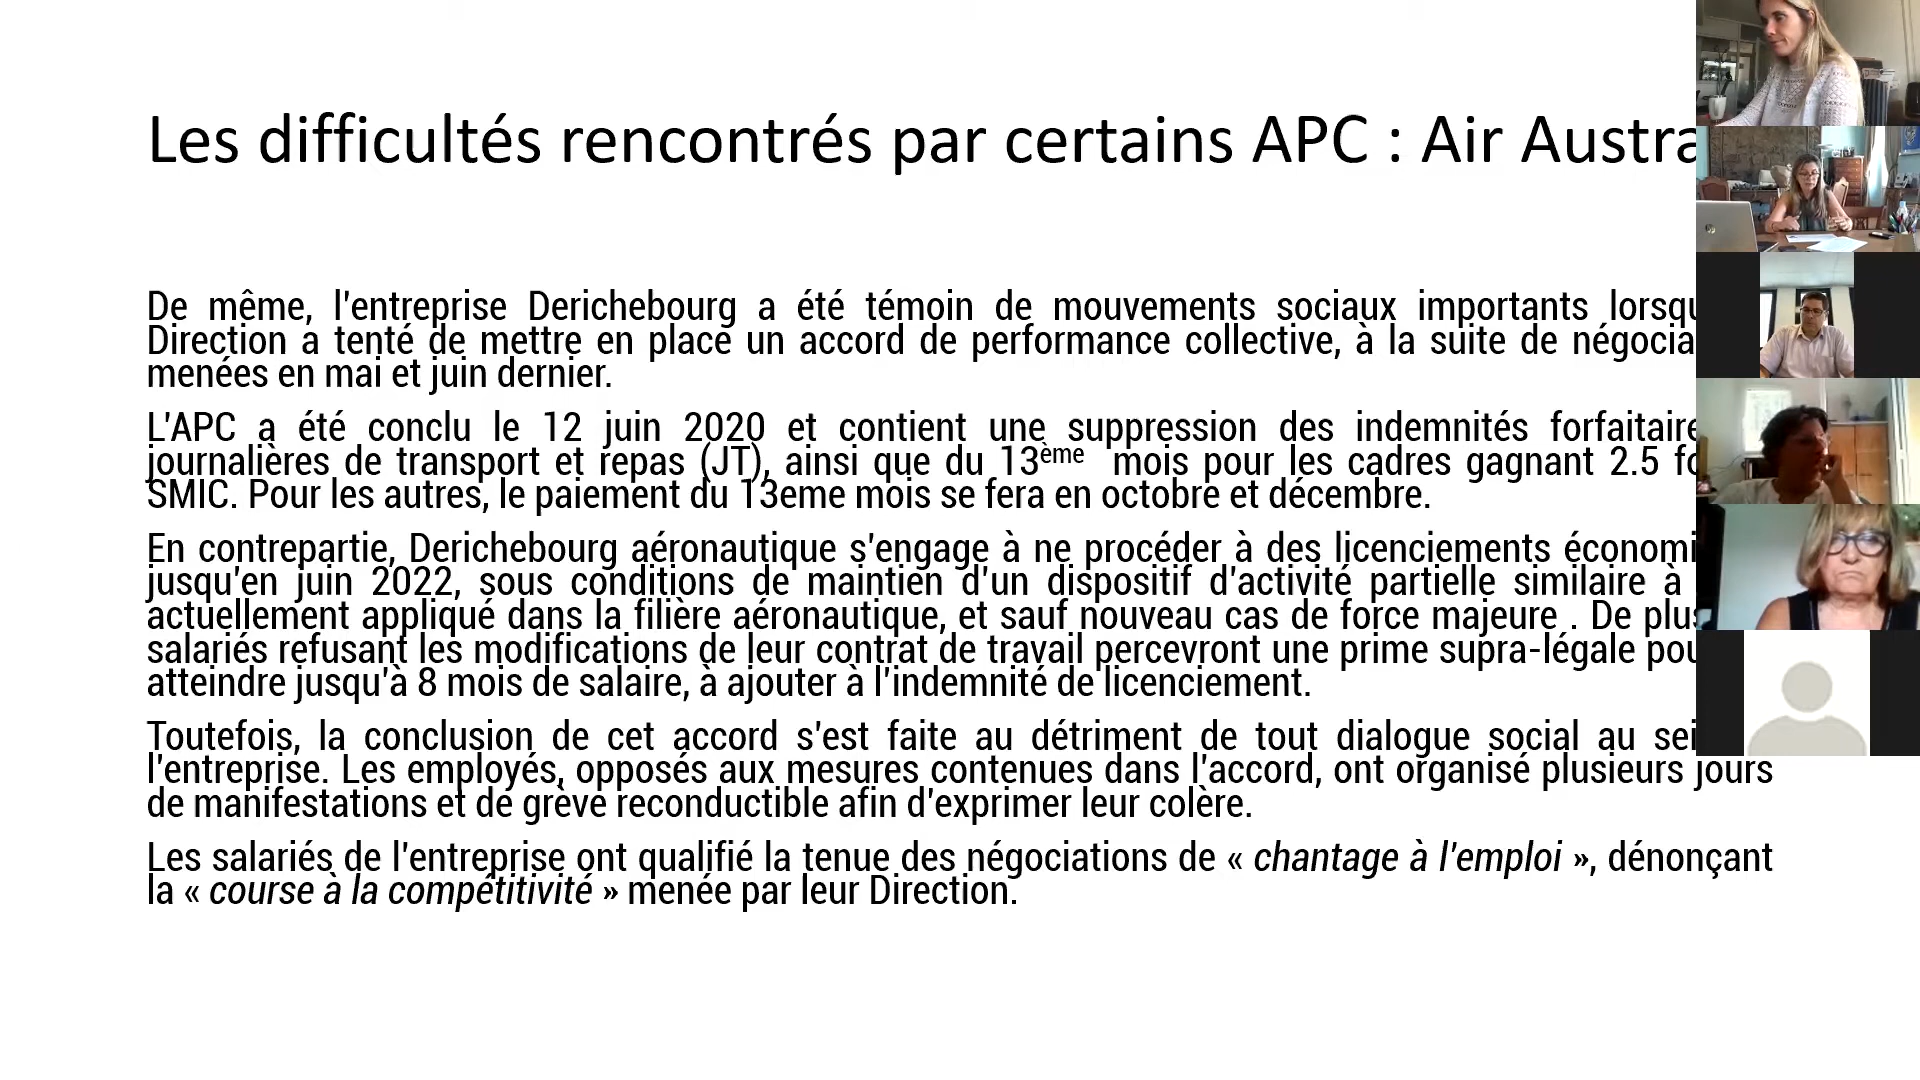 Les difficultés rencontrés par certains APC : Air Austra
De même, l'entreprise Derichebourg a été témoin de mouvements sociaux importants lorsqu
Direction a tenté de mettre en place un accord de performance collective, à la suite de négocia
menées en mai et juin dernier.
L'APC a été conclu le 12 juin 2020 et contient une suppression des indemnités forfaitaire
journalières de transport et repas (JT), ainsi que du 13ème mois pour les cadres gagnant 2.5 fo
SMIC. Pour les autres, le paiement du 13eme mois se fera en octobre et décembre.
En contrepartie, Derichebourg aéronautique s'engage à ne procéder à des licenciements économi
jusqu'en juin 2022, sous conditions de maintien d'un dispositif d'activité partielle similaire à
actuellement appliqué dans la filière aéronautique, et sauf nouveau cas de force majeure . De plus
salariés refusant les modifications de leur contrat de travail percevront une prime supra-légale pou
atteindre jusqu'à 8 mois de salaire, à ajouter à l'indemnité de licenciement.
Toutefois, la conclusion de cet accord s'est faite au détriment de tout dialogue social au sei
l'entreprise. Les employés, opposés aux mesures contenues dans l'accord, ont organisé plusieurs jours
de manifestations et de grève reconductible afin d'exprimer leur colère.
Les salariés de l'entreprise ont qualifié la tenue des négociations de « chantage à l'emploi », dénonçant
la « course à la compétitivité » menée par leur Direction.